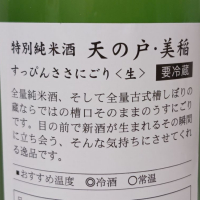 特別純米酒 天の戸・美稲
すっぴんささにごり〈生〉 要冷蔵
全量純米酒、そして全量古式槽しぼり
の蔵ならではの槽口そのままのうすにごり
です。目の前で新酒が生まれるその瞬間
に立ち会う、そんな気持ちにさせてくれ
る逸品です。
■おすすめ温度 ◎冷酒 〇常温